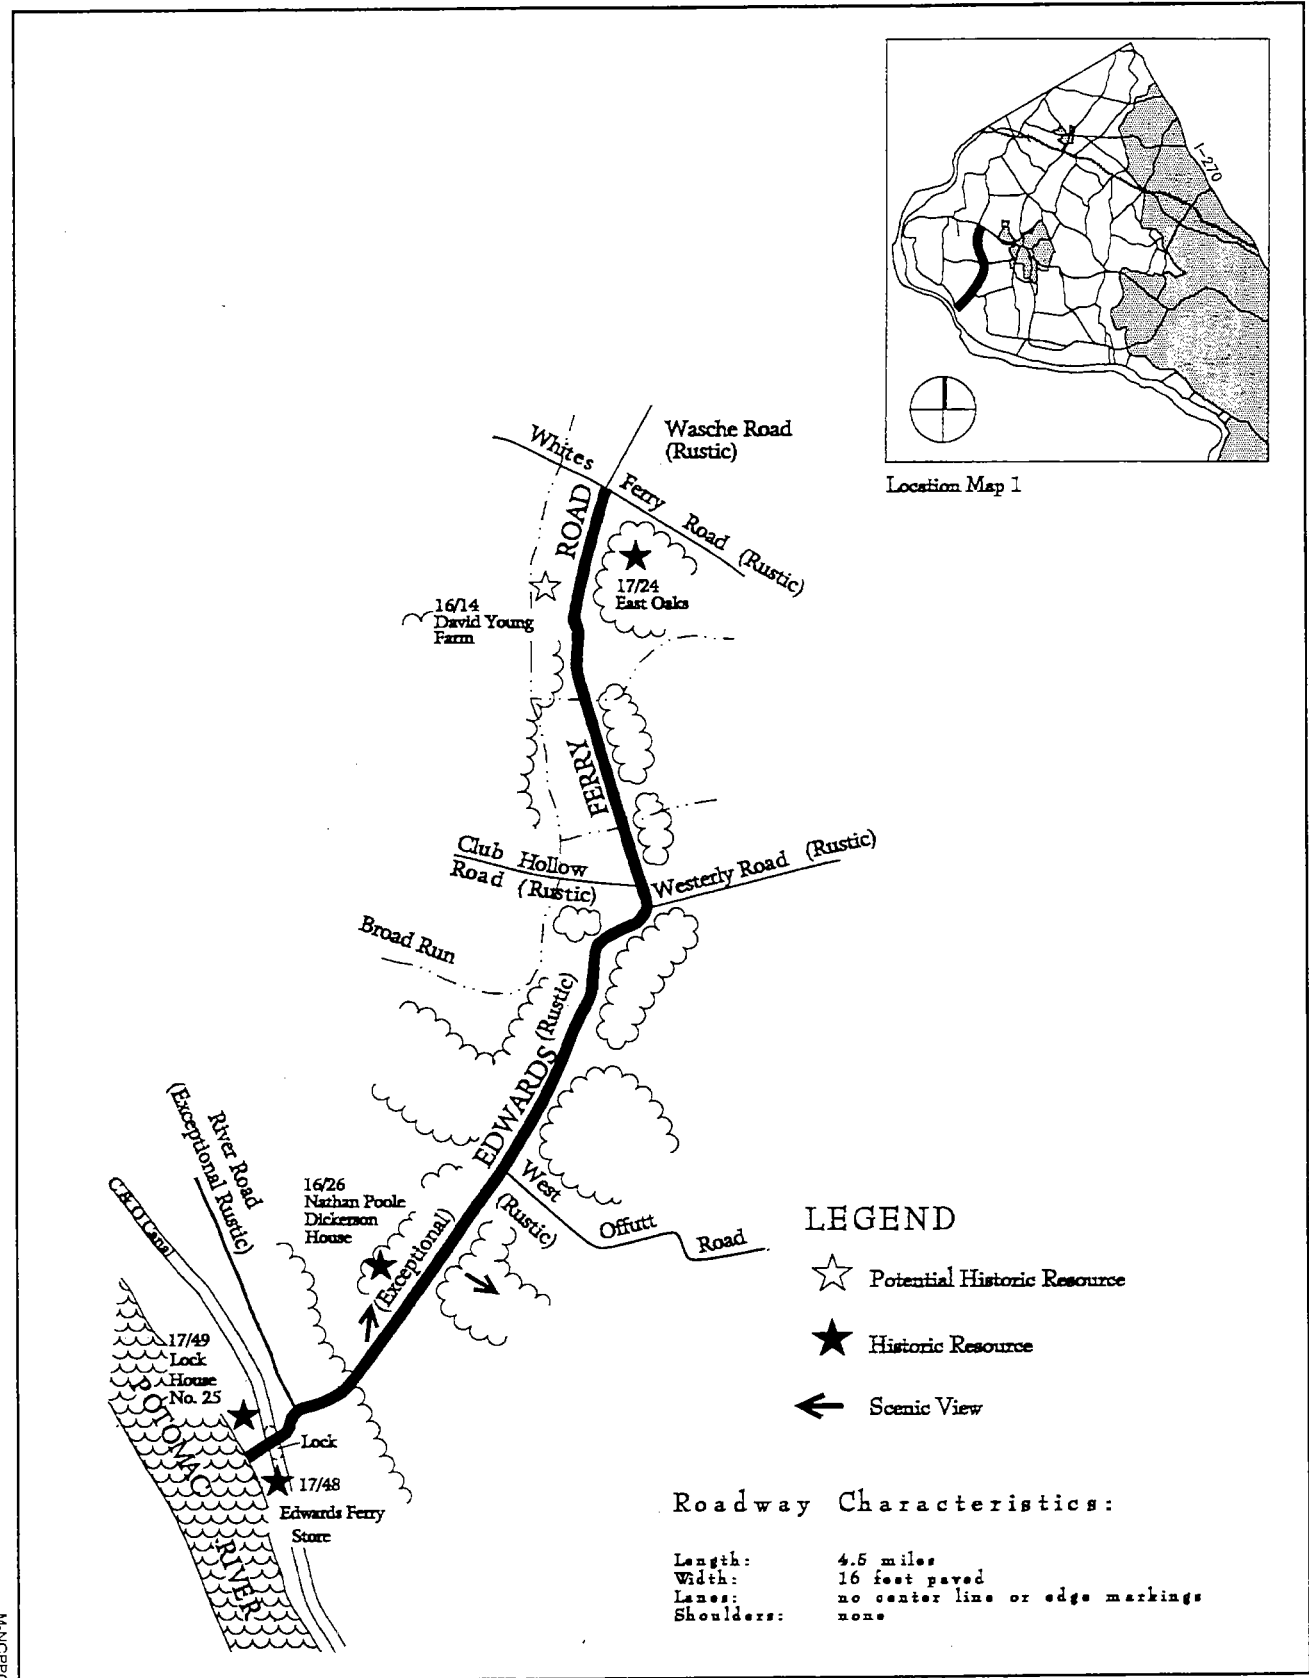 I-270
Location Map 1
Wasche Road
(Rustic)
Whites Ferry Road (Rustic)
ROAD
17/24
East Oaks
16/14
David Young
Farm
FERRY
Club Hollow
Road (Rustic)
Westerly Road (Rustic)
Broad Run
(Rustic)
EDWARDS
River Road
(Exceptional Rustic)
C&O Canal
16/26
Nathan Poole
Dickerson
House
(Exceptional)
West Offutt Road
(Rustic)
17/49
Lock
House
No. 25
POTOMAC RIVER
Lock
17/48
Edwards Ferry
Store
LEGEND
Potential Historic Resource
Historic Resource
Scenic View
Roadway Characteristics:
Length: 4.5 miles
Width: 16 feet paved
Lanes: no center line or edge markings
Shoulders: none